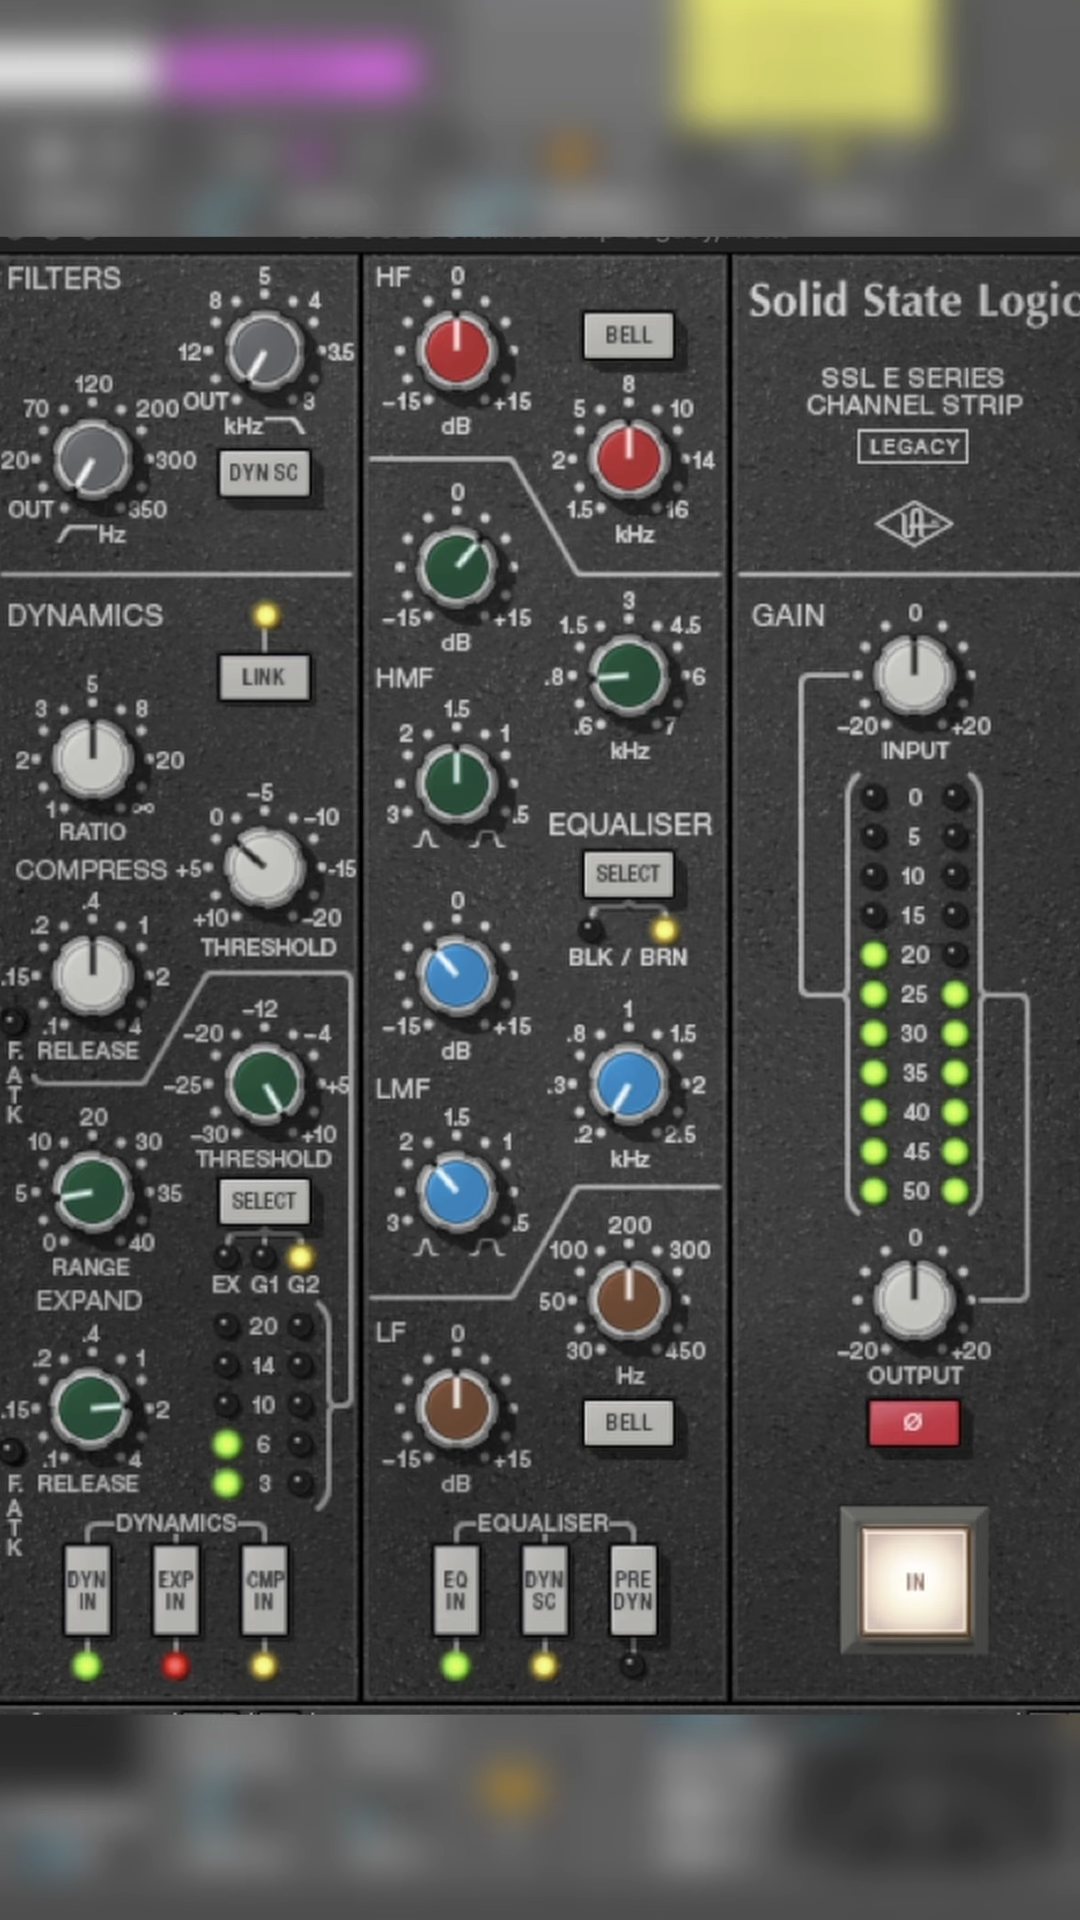 FILTERS
5
8
4
12
3.5
OUT
3
kHz
120
70
200
20
300
OUT
350
Hz
DYN SC
DYNAMICS
LINK
5
3
8
2
20
1
∞
RATIO
-5
0
-10
COMPRESS
+5
-15
+10
-20
THRESHOLD
.4
.2
1
.15
2
.1
4
RELEASE
F.
A
T
K
-12
-20
-4
-25
+5
-30
+10
THRESHOLD
20
10
30
5
35
0
40
RANGE
SELECT
EX G1 G2
EXPAND
20
14
10
6
3
.4
.2
1
.15
2
.1
4
RELEASE
F.
A
T
K
DYNAMICS
DYN
IN
EXP
IN
CMP
IN
HF
0
-15
+15
dB
BELL
8
5
10
2
14
1.5
16
kHz
0
-15
+15
dB
HMF
3
1.5
4.5
.8
6
.6
7
kHz
1.5
2
1
3
.5
EQUALISER
SELECT
BLK / BRN
0
-15
+15
dB
LMF
1
.8
1.5
.3
2
.2
2.5
kHz
1.5
2
1
3
.5
200
100
300
50
30
450
Hz
LF
0
-15
+15
dB
BELL
EQUALISER
EQ
IN
DYN
SC
PRE
DYN
Solid State Logic
SSL E SERIES
CHANNEL STRIP
LEGACY
UA
GAIN
0
-20
+20
INPUT
0
5
10
15
20
25
30
35
40
45
50
0
-20
+20
OUTPUT
Ø
IN